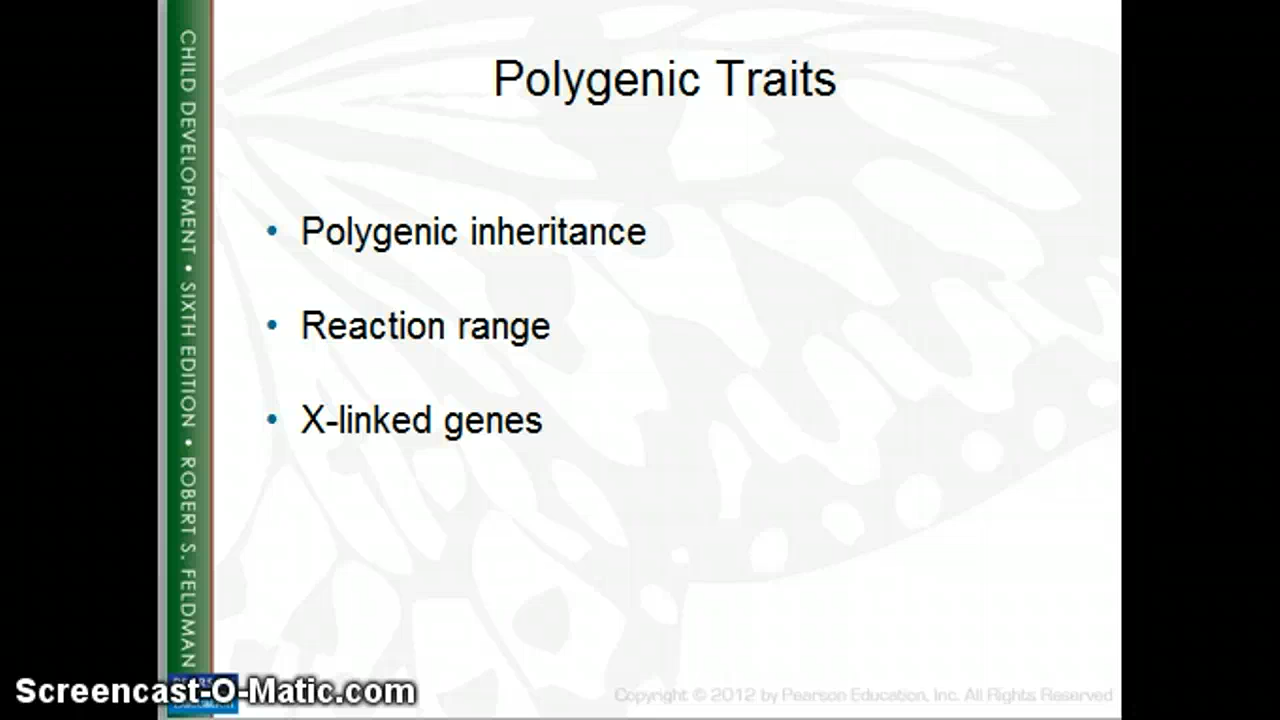 Polygenic Traits
• Polygenic inheritance
• Reaction range
• X-linked genes
CHILD DEVELOPMENT • SIXTH EDITION • ROBERT S. FELDMAN
Screencast-O-Matic.com
Copyright © 2012 by Pearson Education, Inc. All Rights Reserved